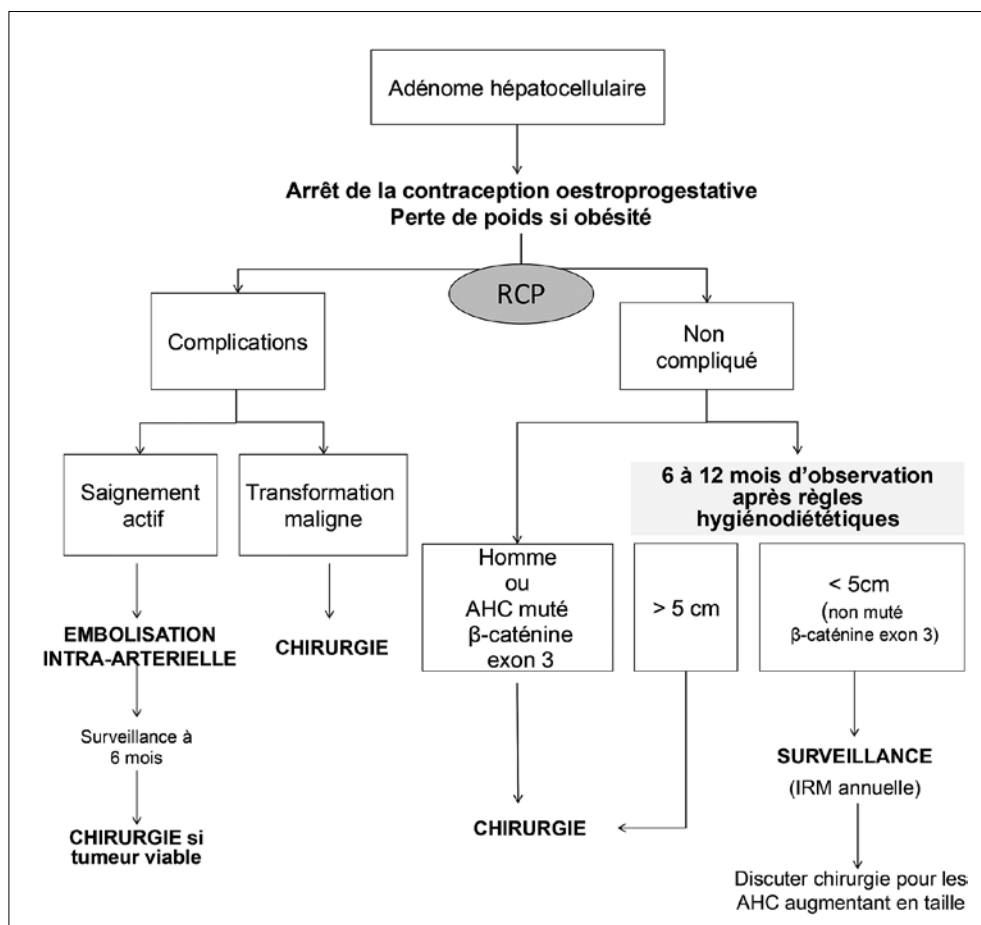 Adénome hépatocellulaire
Arrêt de la contraception oestroprogestative
Perte de poids si obésité
RCP
Complications
Non
compliqué
Saignement
actif
Transformation
maligne
6 à 12 mois d'observation
après règles
hygiénodiététiques
Homme
ou
AHC muté
β-caténine
exon 3
> 5 cm
< 5cm
(non muté
β-caténine exon 3)
EMBOLISATION
INTRA-ARTERIELLE
CHIRURGIE
Surveillance à
6 mois
CHIRURGIE si
tumeur viable
CHIRURGIE
SURVEILLANCE
(IRM annuelle)
Discuter chirurgie pour les
AHC augmentant en taille